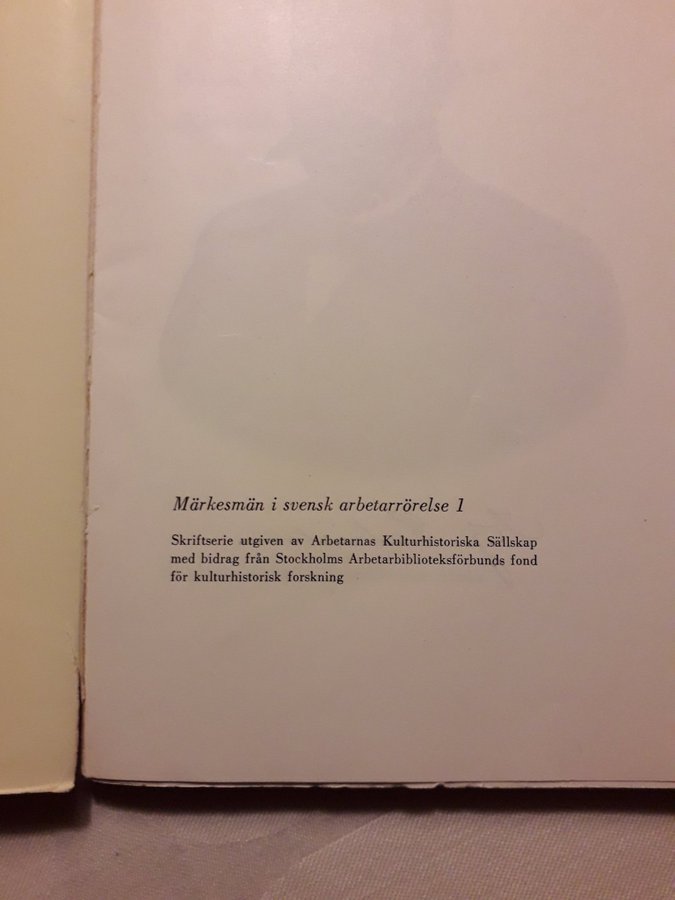 Märkesmän i svensk arbetarrörelse 1
Skriftserie utgiven av Arbetarnas Kulturhistoriska Sällskap
med bidrag från Stockholms Arbetarbiblioteksförbunds fond
för kulturhistorisk forskning